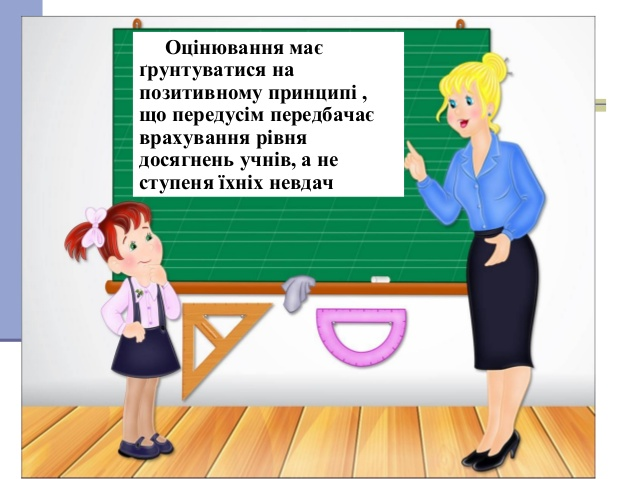 Оцінювання має
ґрунтуватися на
позитивному принципі ,
що передусім передбачає
врахування рівня
досягнень учнів, а не
ступеня їхніх невдач